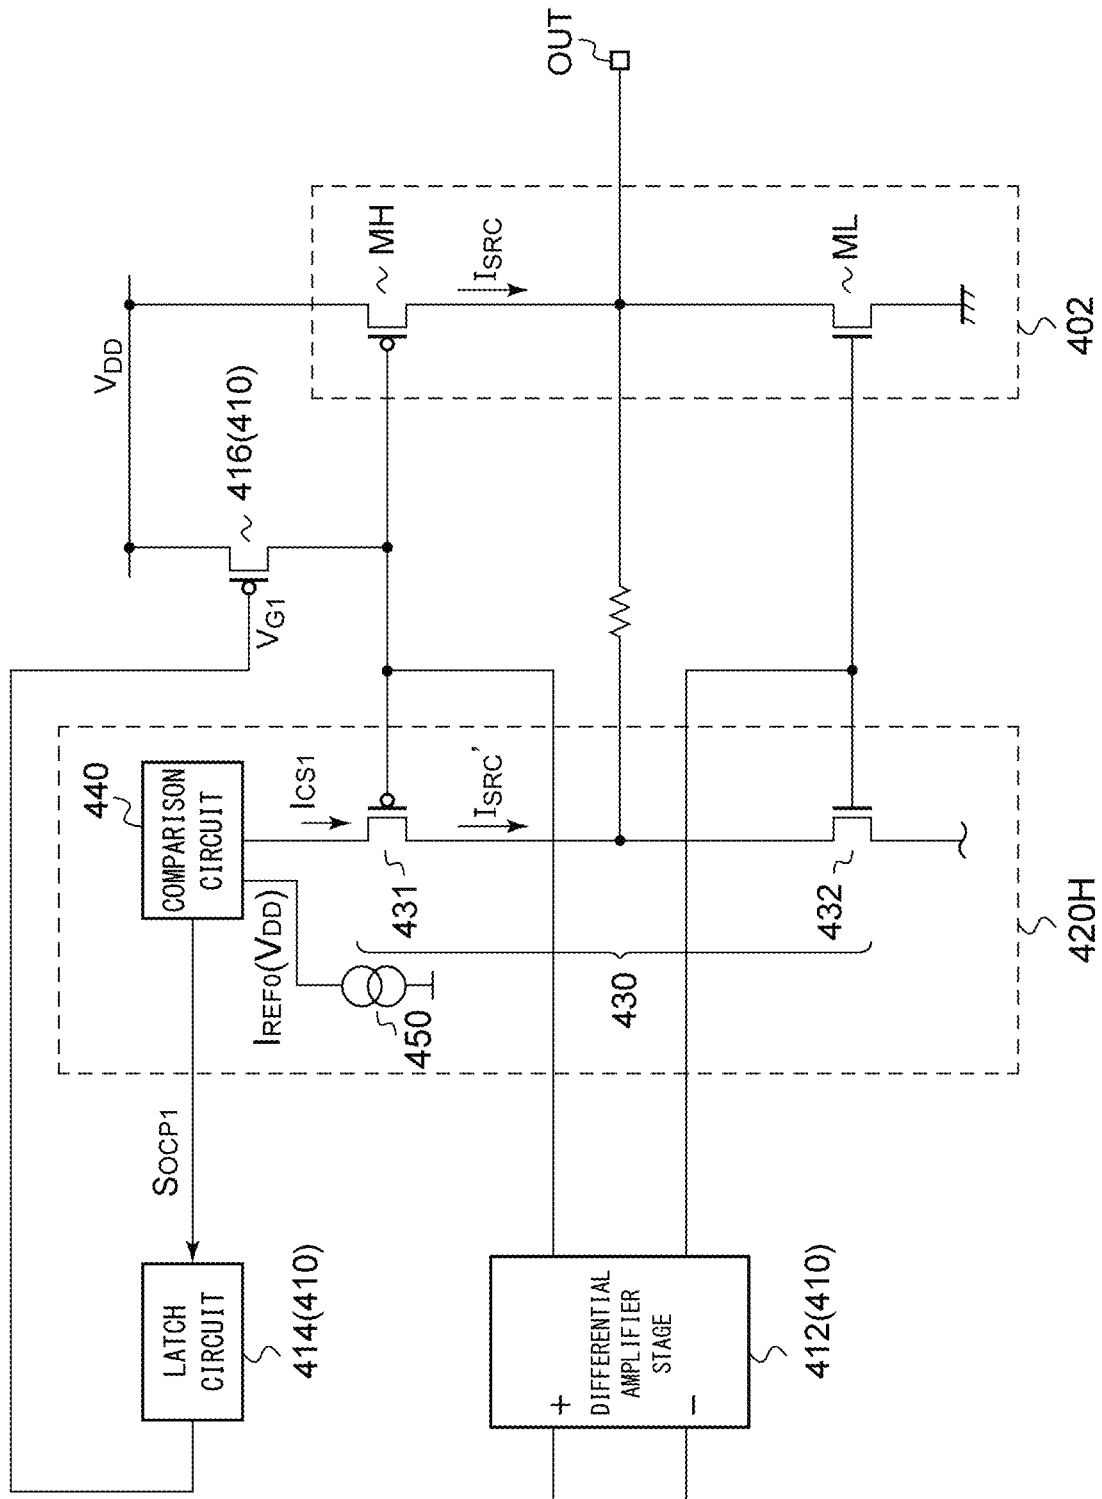 LATCH
CIRCUIT
414(410)
SOCP1
440
COMPARISON
CIRCUIT
IREF0(VDD)
450
ICS1
431
ISRC'
432
430
420H
VG1
416(410)
VDD
MH
ISRC
ML
402
OUT
+
DIFFERENTIAL
AMPLIFIER
STAGE
−
412(410)